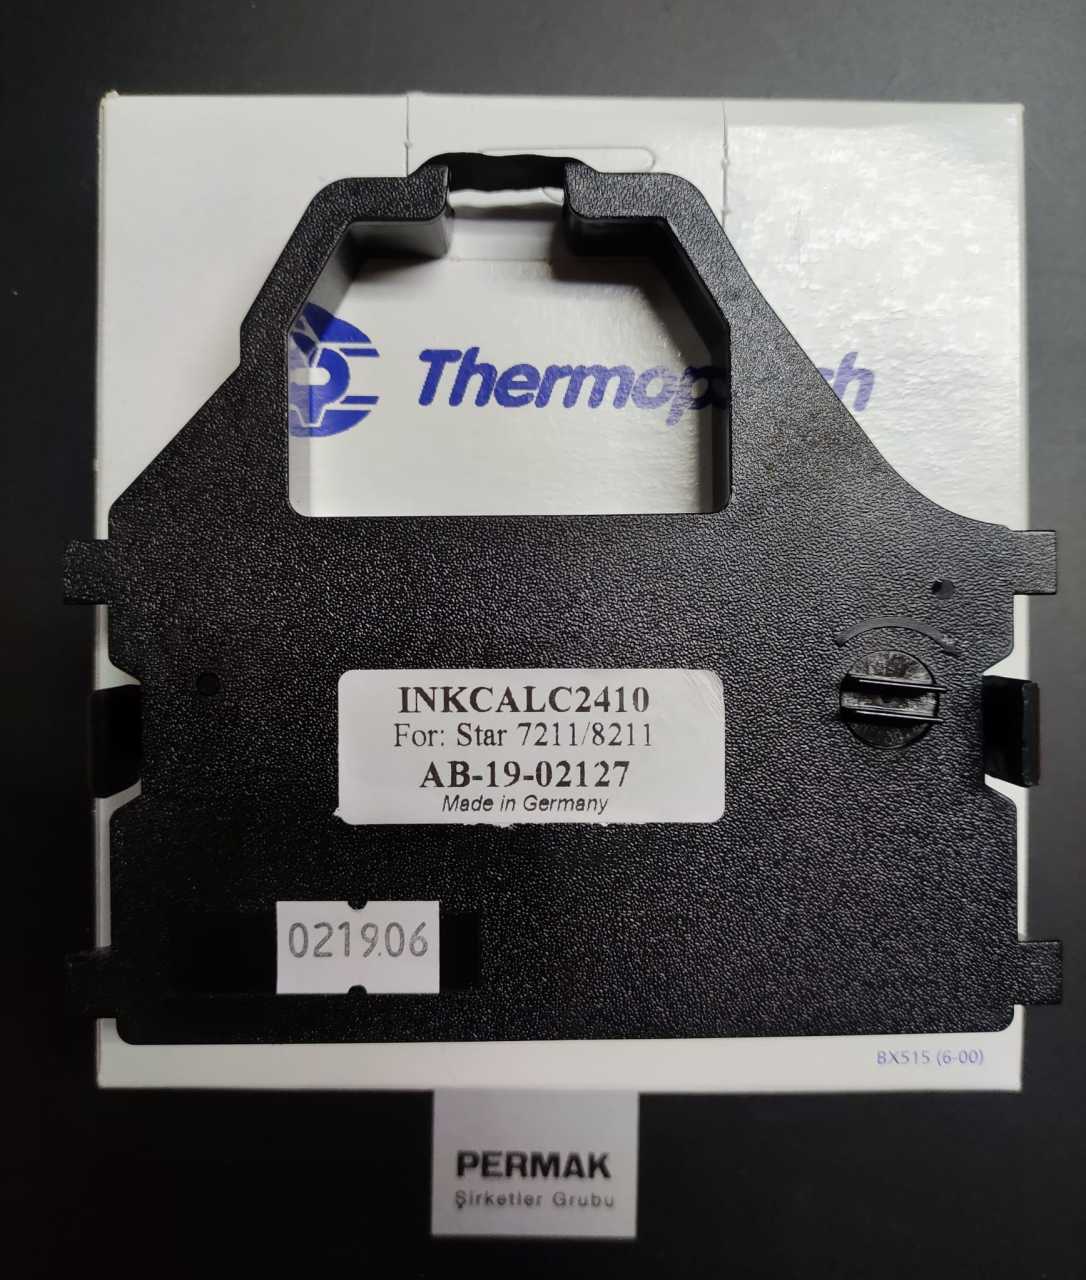 Thermopatch
INKCALC2410
For: Star 7211/8211
AB-19-02127
Made in Germany
0219.06
BX515 (6-00)
PERMAK
Şirketler Grubu